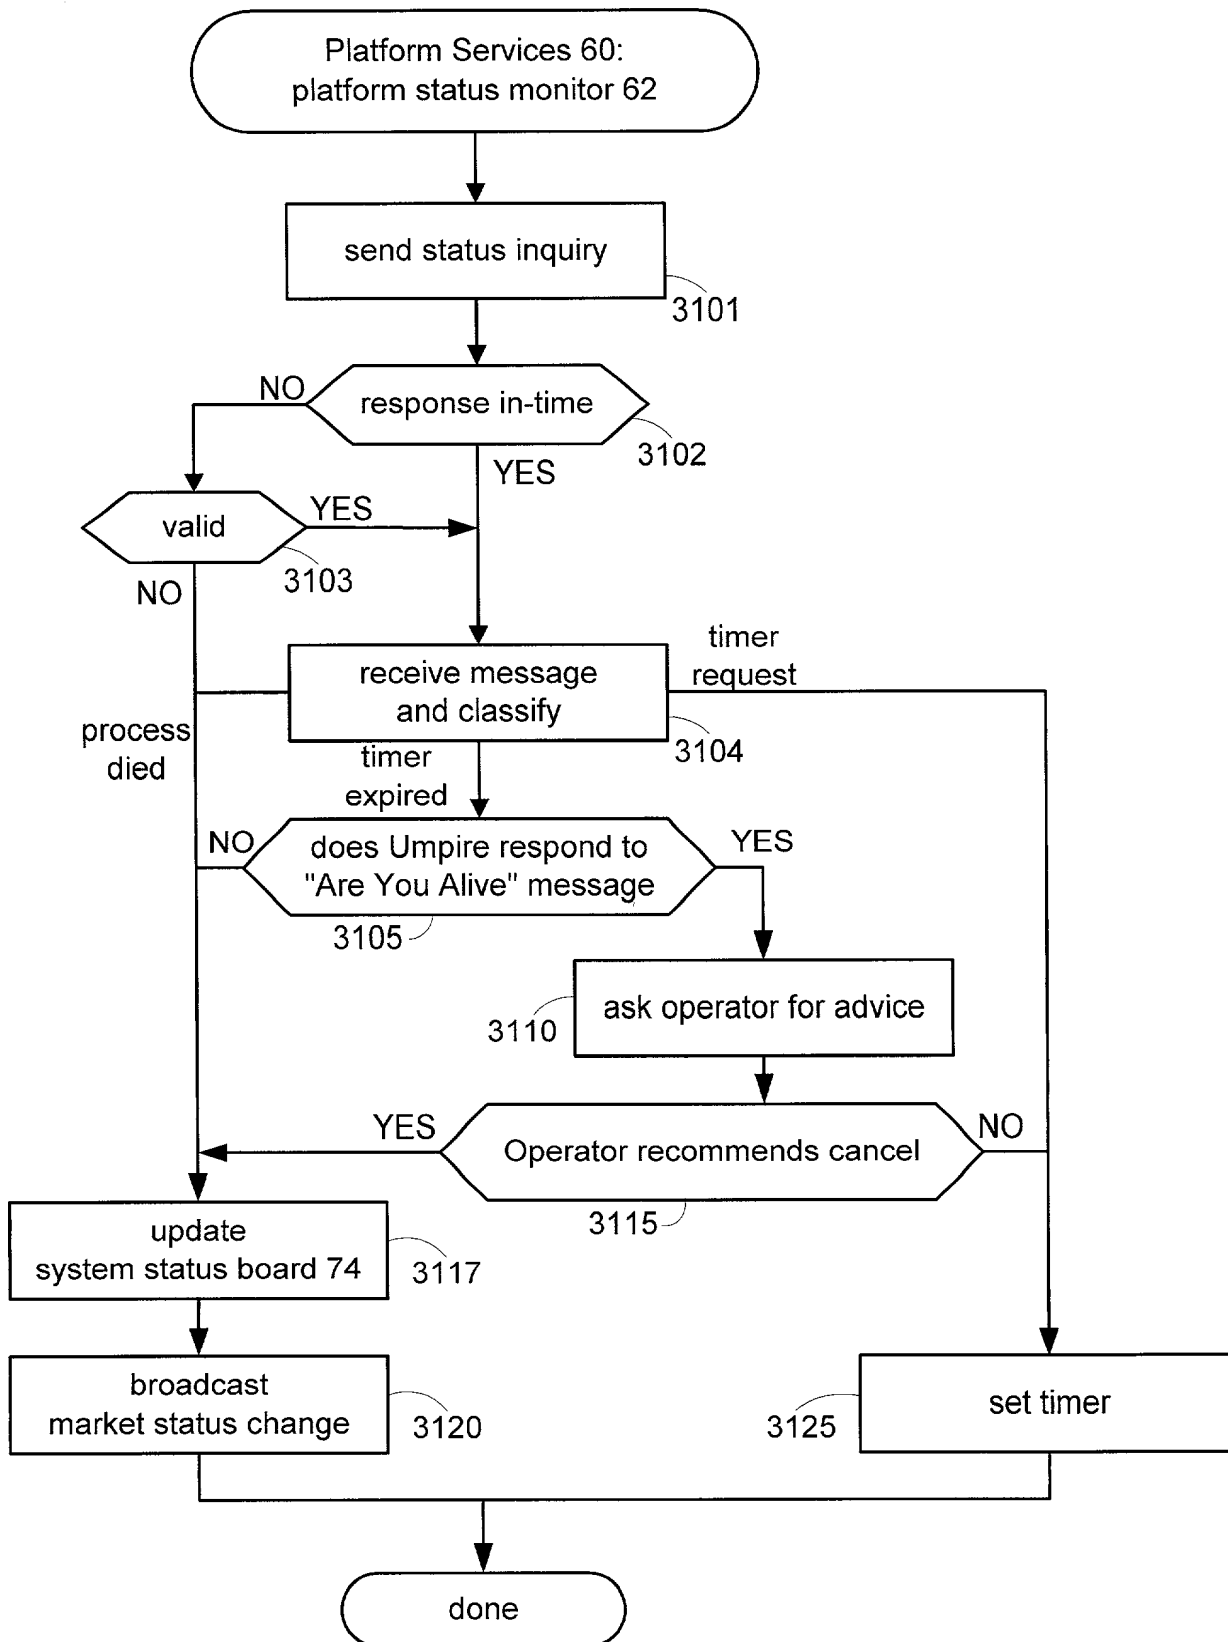 Platform Services 60:
platform status monitor 62
send status inquiry
3101
NO
response in-time
3102
YES
valid
YES
3103
NO
timer
request
receive message
and classify
3104
process
died
timer
expired
NO
does Umpire respond to
"Are You Alive" message
YES
3105
ask operator for advice
3110
YES
Operator recommends cancel
NO
3115
update
system status board 74
3117
broadcast
market status change
3120
set timer
3125
done